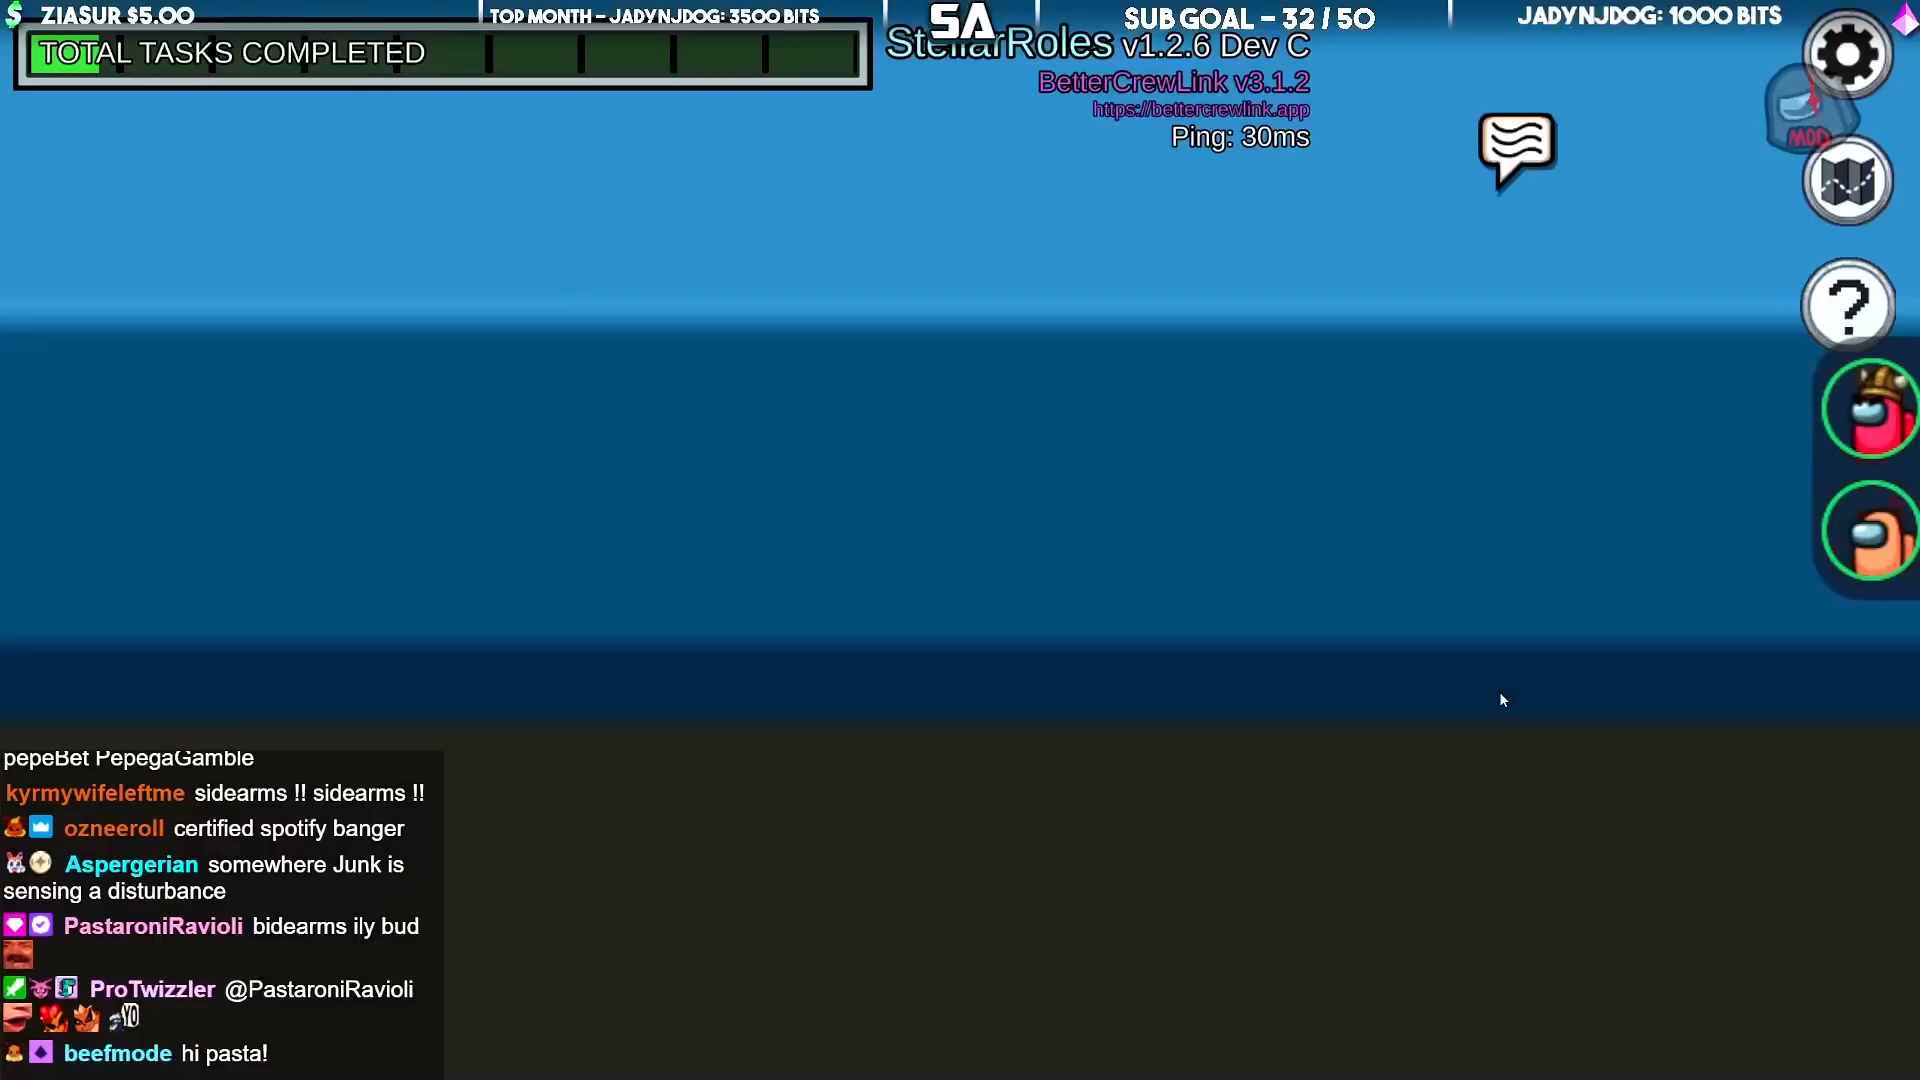 $ ZIASUR $5.00
TOP MONTH - JADYNJDOG: 3500 BITS
SA
SUB GOAL - 32 / 50
JADYNJDOG: 1000 BITS
TOTAL TASKS COMPLETED
StellarRoles v1.2.6 Dev C
BetterCrewLink v3.1.2
https://bettercrewlink.app
Ping: 30ms
MOD
?
pepeBet PepegaGamble
kyrmywifeleftme sidearms !! sidearms !!
ozneeroll certified spotify banger
Aspergerian somewhere Junk is
sensing a disturbance
PastaroniRavioli bidearms ily bud
ProTwizzler @PastaroniRavioli
YO
beefmode hi pasta!